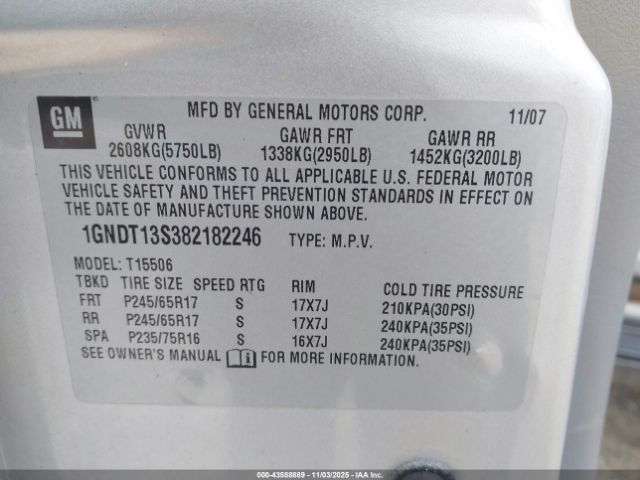 GM
MFD BY GENERAL MOTORS CORP. 11/07
GVWR GAWR FRT GAWR RR
2608KG(5750LB) 1338KG(2950LB) 1452KG(3200LB)
THIS VEHICLE CONFORMS TO ALL APPLICABLE U.S. FEDERAL MOTOR
VEHICLE SAFETY AND THEFT PREVENTION STANDARDS IN EFFECT ON
THE DATE OF MANUFACTURE SHOWN ABOVE.
1GNDT13S382182246 TYPE: M.P.V.
MODEL: T15506
TBKD TIRE SIZE SPEED RTG RIM COLD TIRE PRESSURE
FRT P245/65R17 S 17X7J 210KPA(30PSI)
RR P245/65R17 S 17X7J 240KPA(35PSI)
SPA P235/75R16 S 16X7J 240KPA(35PSI)
SEE OWNER'S MANUAL FOR MORE INFORMATION.
000-43588889 - 11/03/2025 - IAA, Inc.